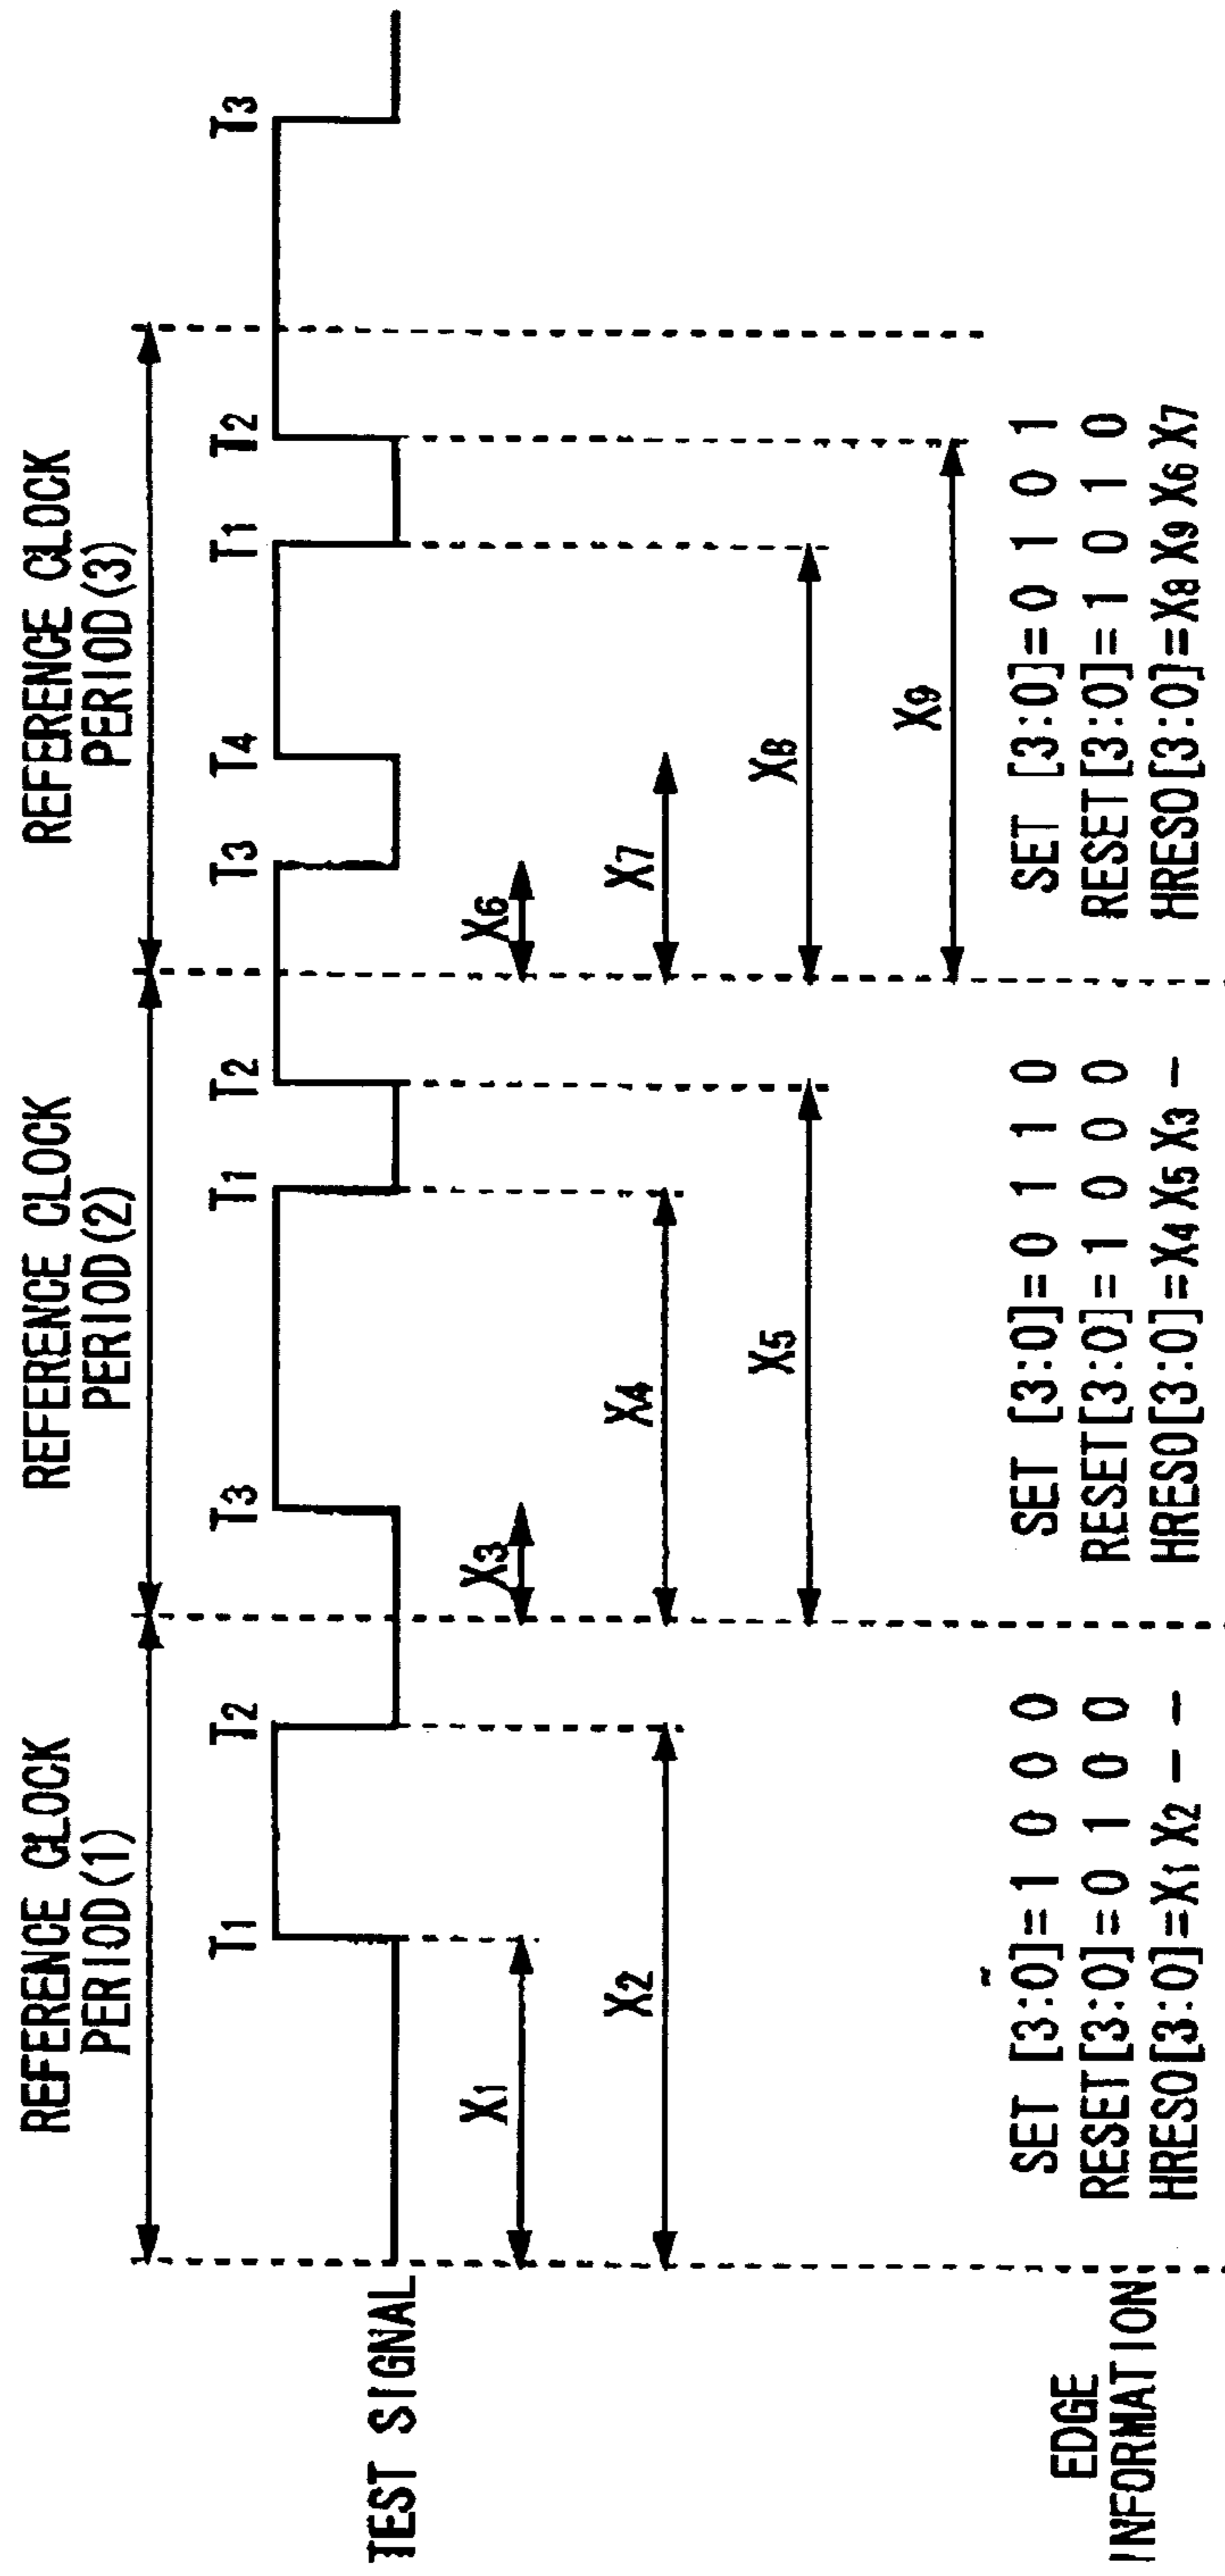 REFERENCE CLOCK
PERIOD(1)
REFERENCE CLOCK
PERIOD(2)
REFERENCE CLOCK
PERIOD(3)
T1 T2 T3 T1 T2 T3 T4 T1 T2 T3
TEST SIGNAL
X1 X3 X6
X2 X4 X7
X5 X8
X9
EDGE
INFORMATION
SET [3:0]=1 0 0 0
RESET[3:0]=0 1 0 0
HRESO[3:0]=X1 X2 - -
SET [3:0]=0 1 1 0
RESET[3:0]=1 0 0 0
HRESO[3:0]=X4 X5 X3 -
SET [3:0]=0 1 0 1
RESET[3:0]=1 0 1 0
HRESO[3:0]=X8 X9 X6 X7